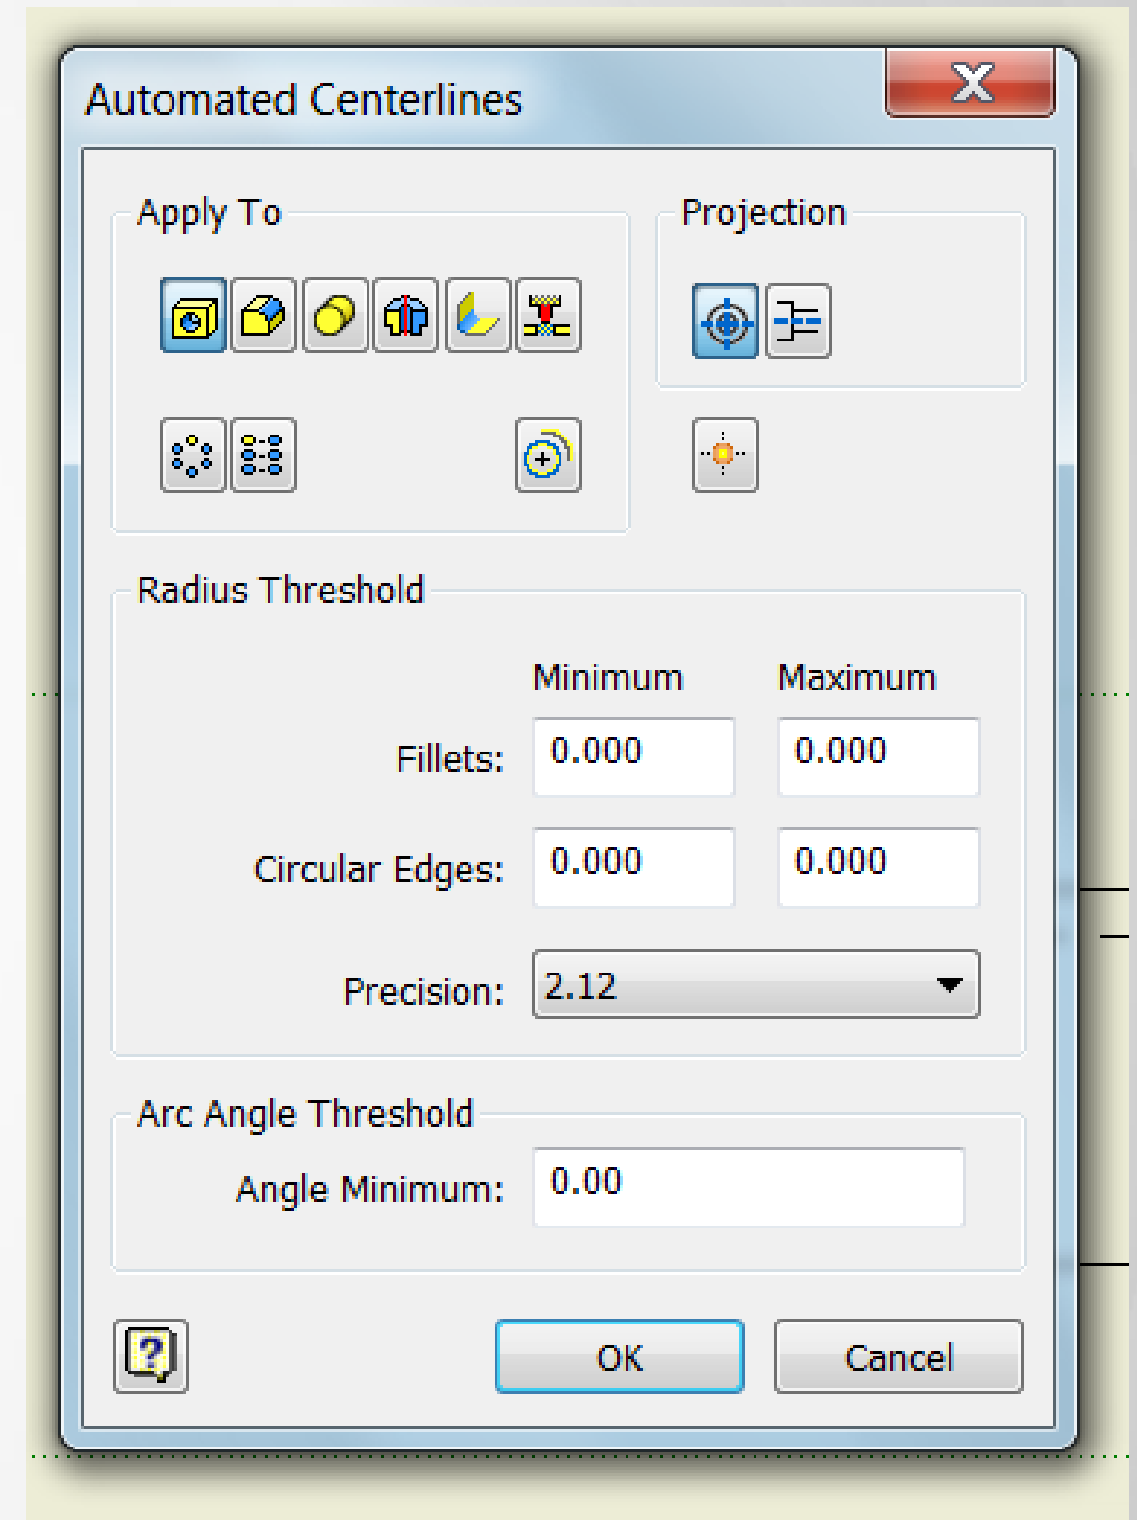 Automated Centerlines
Apply To
Projection
Radius Threshold
Minimum Maximum
Fillets: 0.000 0.000
Circular Edges: 0.000 0.000
Precision: 2.12
Arc Angle Threshold
Angle Minimum: 0.00
? OK Cancel